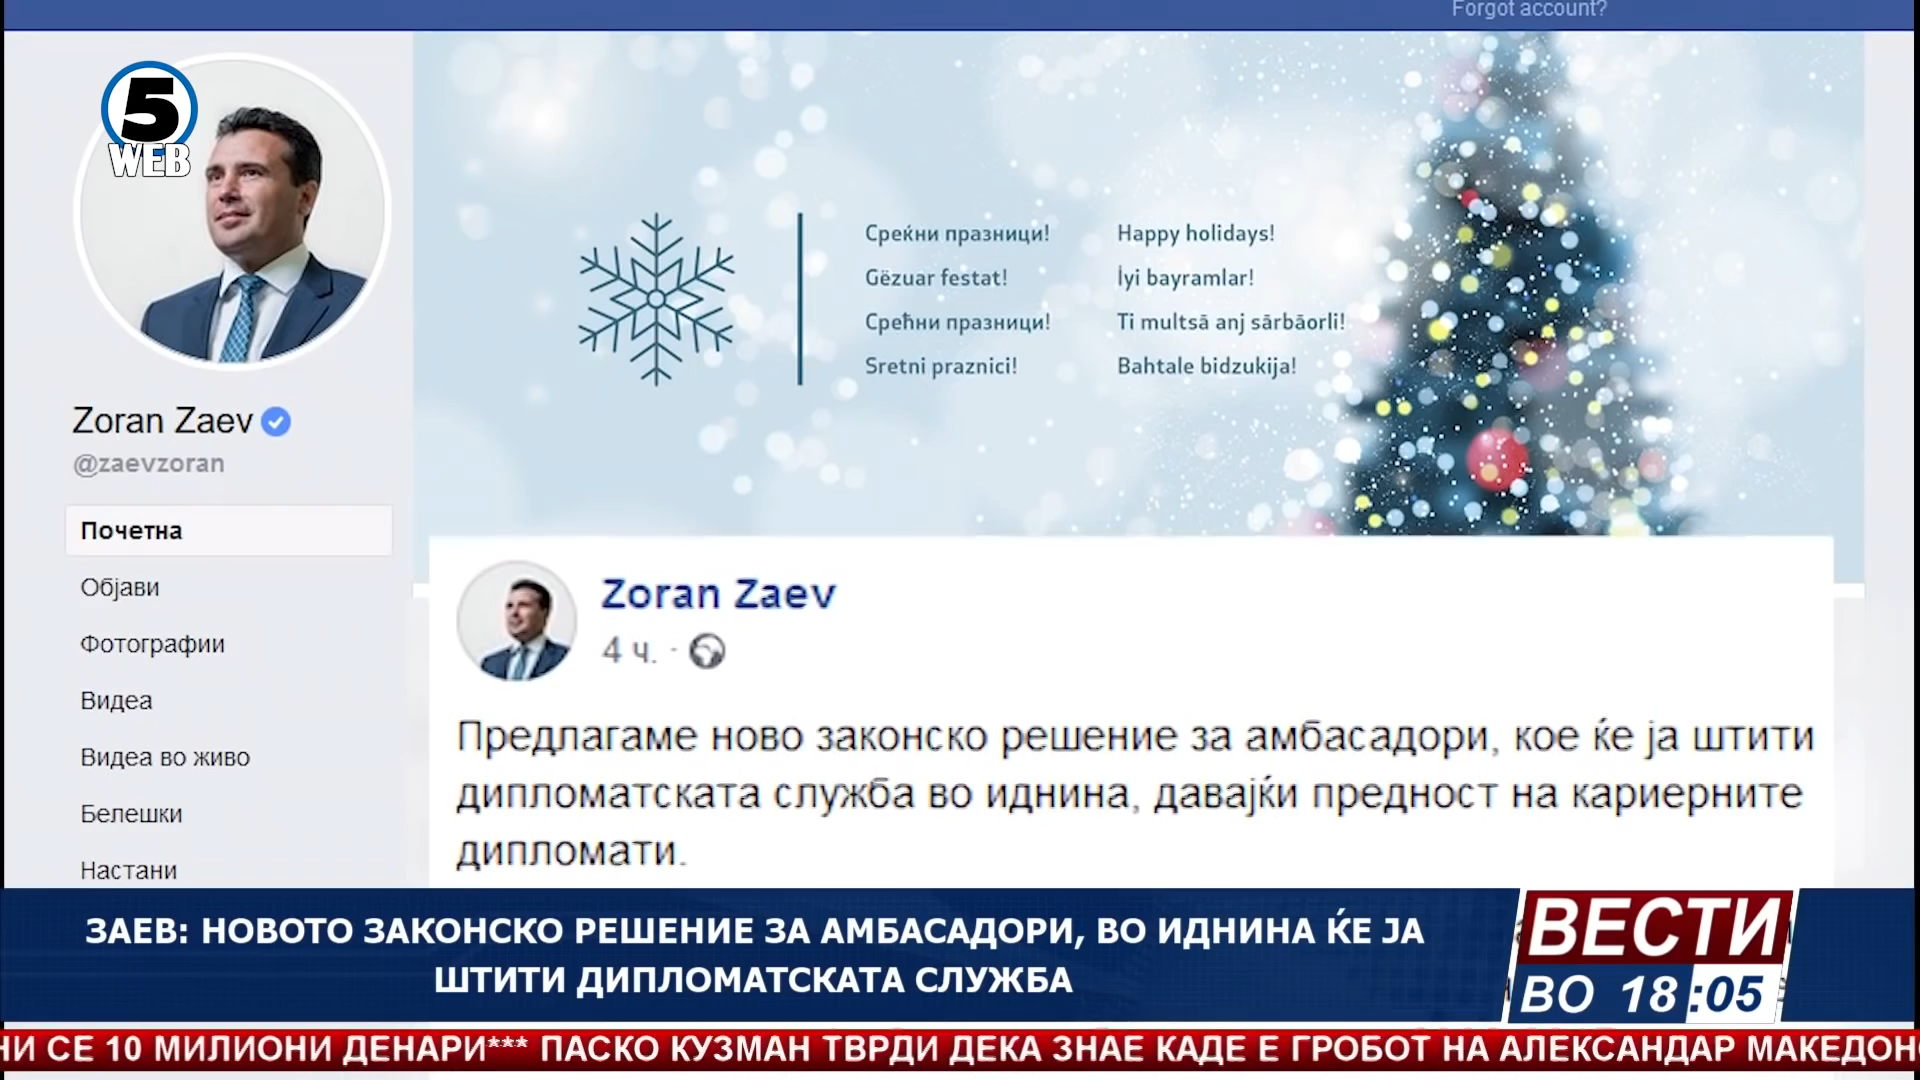 Forgot account?
5
WEB
Среќни празници!
Gëzuar festat!
Срећни празници!
Sretni praznici!
Happy holidays!
İyi bayramlar!
Ti multsã anj sãrbãorli!
Bahtale bidzukija!
Zoran Zaev
@zaevzoran
Почетна
Објави
Фотографии
Видеа
Видеа во живо
Белешки
Настани
Zoran Zaev
4 ч. ·
Предлагаме ново законско решение за амбасадори, кое ќе ја штити
дипломатската служба во иднина, давајќи предност на кариерните
дипломати.
ЗАЕВ: НОВОТО ЗАКОНСКО РЕШЕНИЕ ЗА АМБАСАДОРИ, ВО ИДНИНА ЌЕ ЈА
ШТИТИ ДИПЛОМАТСКАТА СЛУЖБА
ВЕСТИ
ВО 18:05
СЕ 10 МИЛИОНИ ДЕНАРИ*** ПАСКО КУЗМАН ТВРДИ ДЕКА ЗНАЕ КАДЕ Е ГРОБОТ НА АЛЕКСАНДАР